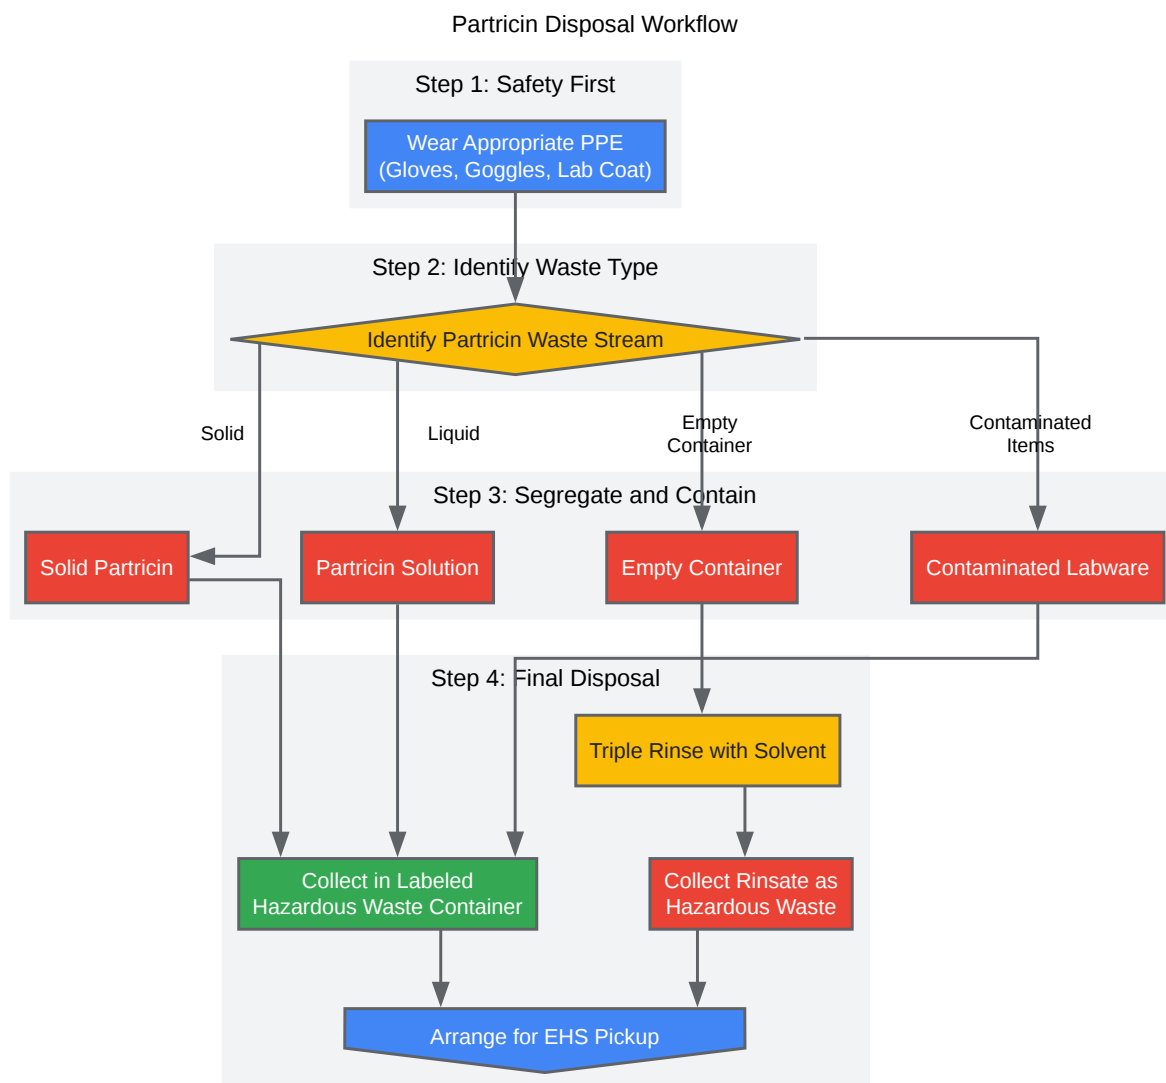 Partricin Disposal Workflow
Step 1: Safety First
Wear Appropriate PPE
(Gloves, Goggles, Lab Coat)
Step 2: Identify Waste Type
Identify Partricin Waste Stream
Solid
Liquid
Empty
Container
Contaminated
Items
Step 3: Segregate and Contain
Solid Partricin
Partricin Solution
Empty Container
Contaminated Labware
Step 4: Final Disposal
Triple Rinse with Solvent
Collect in Labeled
Hazardous Waste Container
Collect Rinsate as
Hazardous Waste
Arrange for EHS Pickup